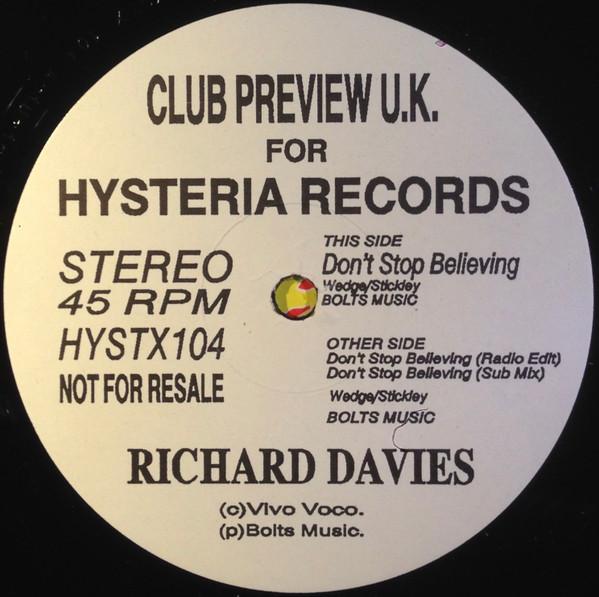 CLUB PREVIEW U.K.
FOR
HYSTERIA RECORDS
STEREO
45 RPM
HYSTX104
NOT FOR RESALE
THIS SIDE
Don't Stop Believing
Wedge/Stickley
BOLTS MUSIC
OTHER SIDE
Don't Stop Believing (Radio Edit)
Don't Stop Believing (Sub Mix)
Wedge/Stickley
BOLTS MUSIC
RICHARD DAVIES
(c)Vivo Voco.
(p)Bolts Music.